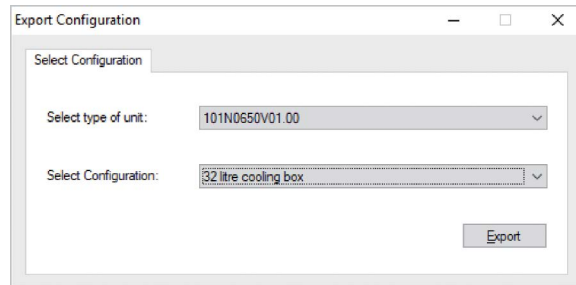 Export Configuration
Select Configuration
Select type of unit:
101N0650V01.00
Select Configuration:
32 litre cooling box
Export